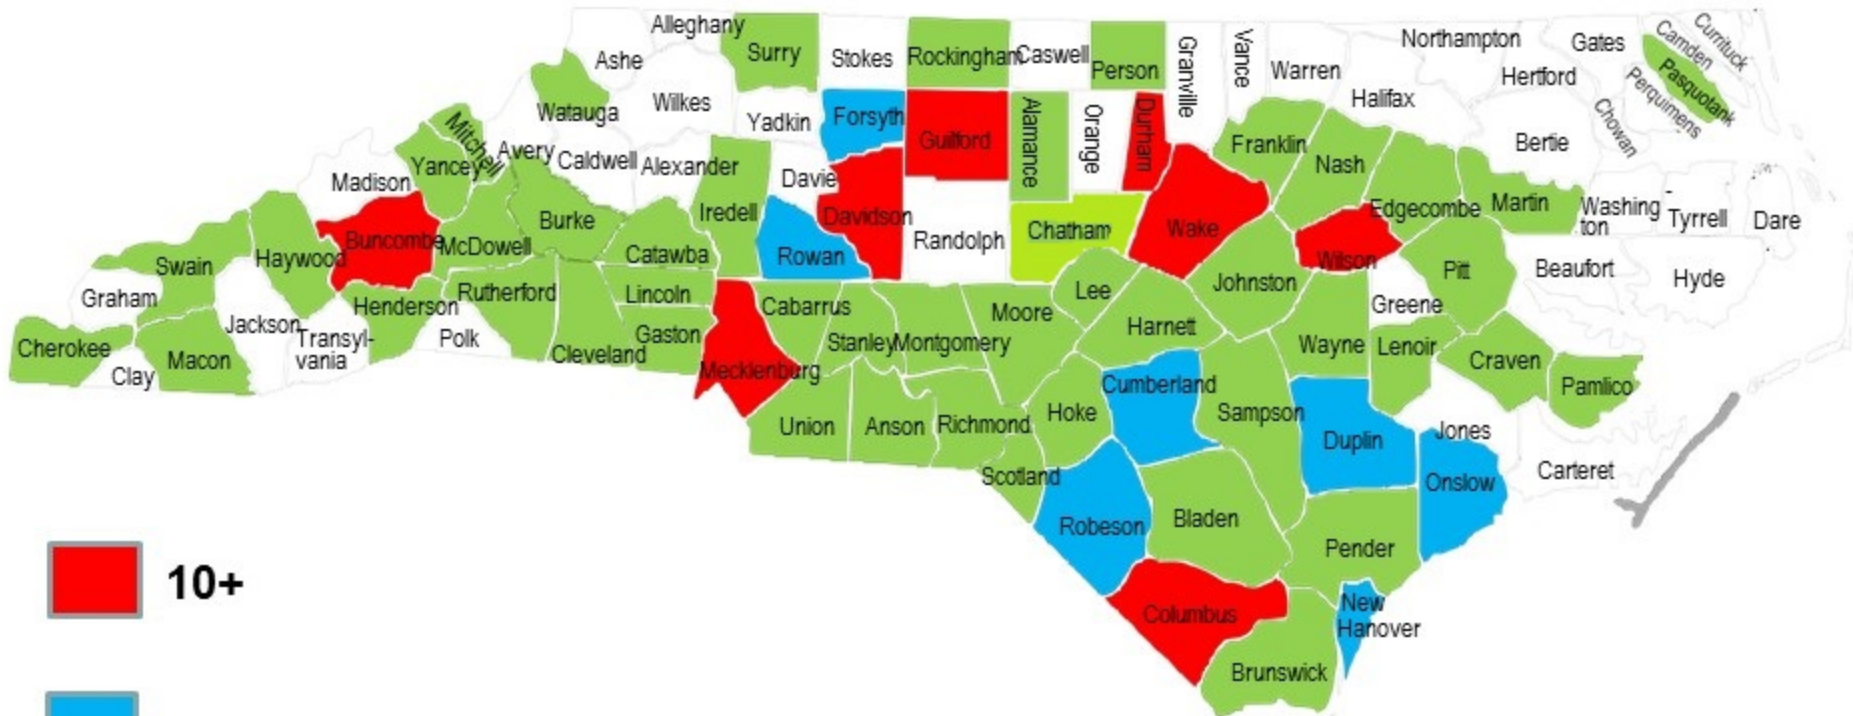 Alleghany
Surry
Ashe
Stokes
Rockingham
Caswell
Person
Granville
Vance
Warren
Northampton
Gates
Camden
Currituck
Hertford
Pasquotank
Perquimens
Chowan
Halifax
Bertie
Watauga
Wilkes
Yadkin
Forsyth
Guilford
Alamance
Orange
Durham
Franklin
Nash
Edgecombe
Martin
Washing
ton
Tyrrell
Dare
Mitchell
Avery
Caldwell
Alexander
Yancey
Madison
Davie
Iredell
Davidson
Randolph
Chatham
Wake
Wilson
Pitt
Beaufort
Hyde
Buncombe
McDowell
Burke
Catawba
Rowan
Swain
Haywood
Graham
Jackson
Transyl-
vania
Henderson
Rutherford
Polk
Lincoln
Gaston
Cleveland
Cabarrus
Stanley
Montgomery
Moore
Lee
Harnett
Johnston
Greene
Wayne
Lenoir
Craven
Pamlico
Cherokee
Clay
Macon
Mecklenburg
Union
Anson
Richmond
Hoke
Cumberland
Sampson
Duplin
Jones
Onslow
Carteret
Scotland
Robeson
Bladen
Pender
Columbus
New
Hanover
Brunswick
10+